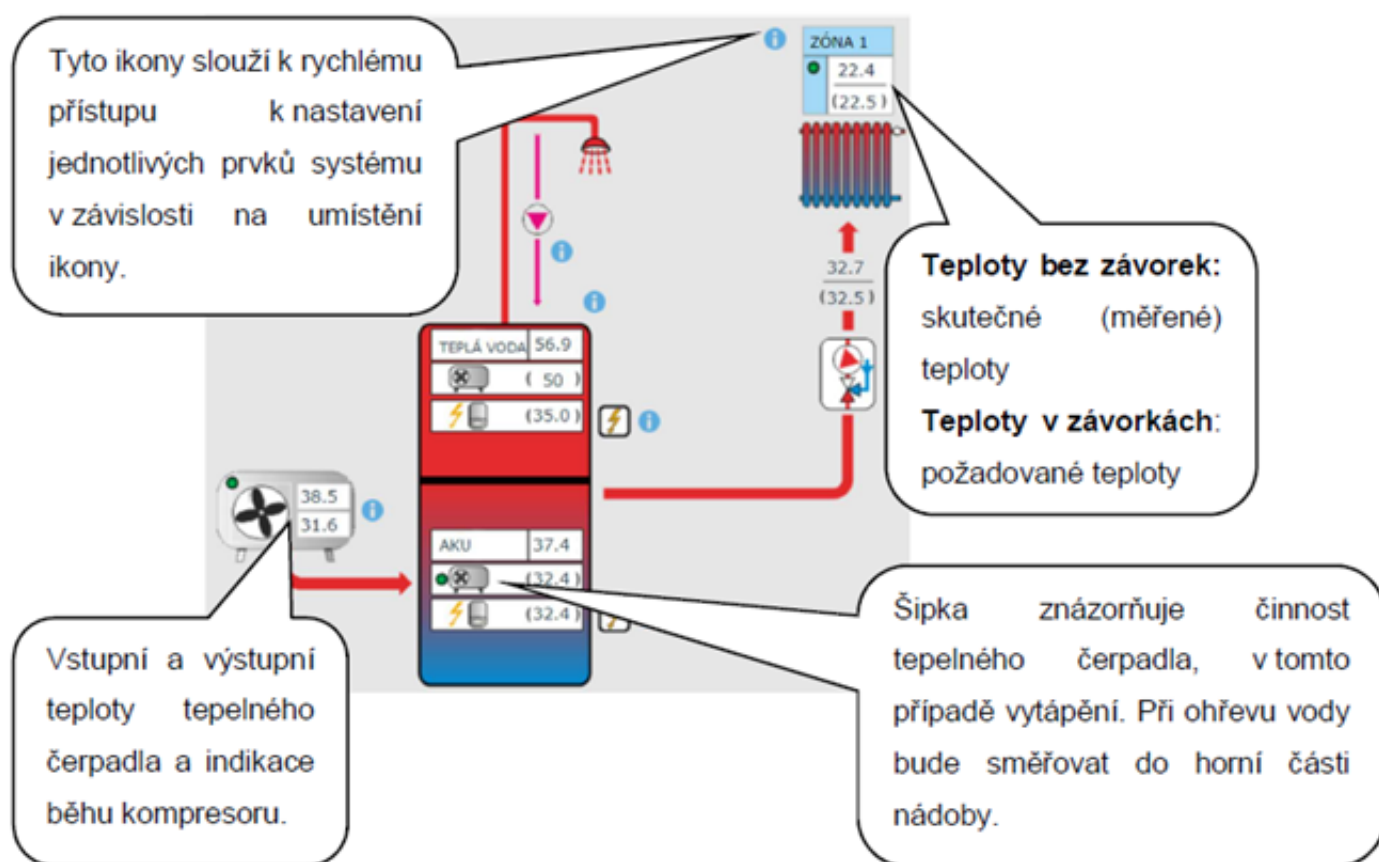 Tyto ikony slouží k rychlému
přístupu k nastavení
jednotlivých prvků systému
v závislosti na umístění
ikony.
ZÓNA 1
22.4
(22.5)
Teploty bez závorek:
skutečné (měřené)
teploty
Teploty v závorkách:
požadované teploty
32.7
(32.5)
TEPLÁ VODA 56.9
( 50 )
(35.0)
38.5
31.6
AKU 37.4
(32.4)
(32.4)
Vstupní a výstupní
teploty tepelného
čerpadla a indikace
běhu kompresoru.
Šipka znázorňuje činnost
tepelného čerpadla, v tomto
případě vytápění. Při ohřevu vody
bude směřovat do horní části
nádoby.